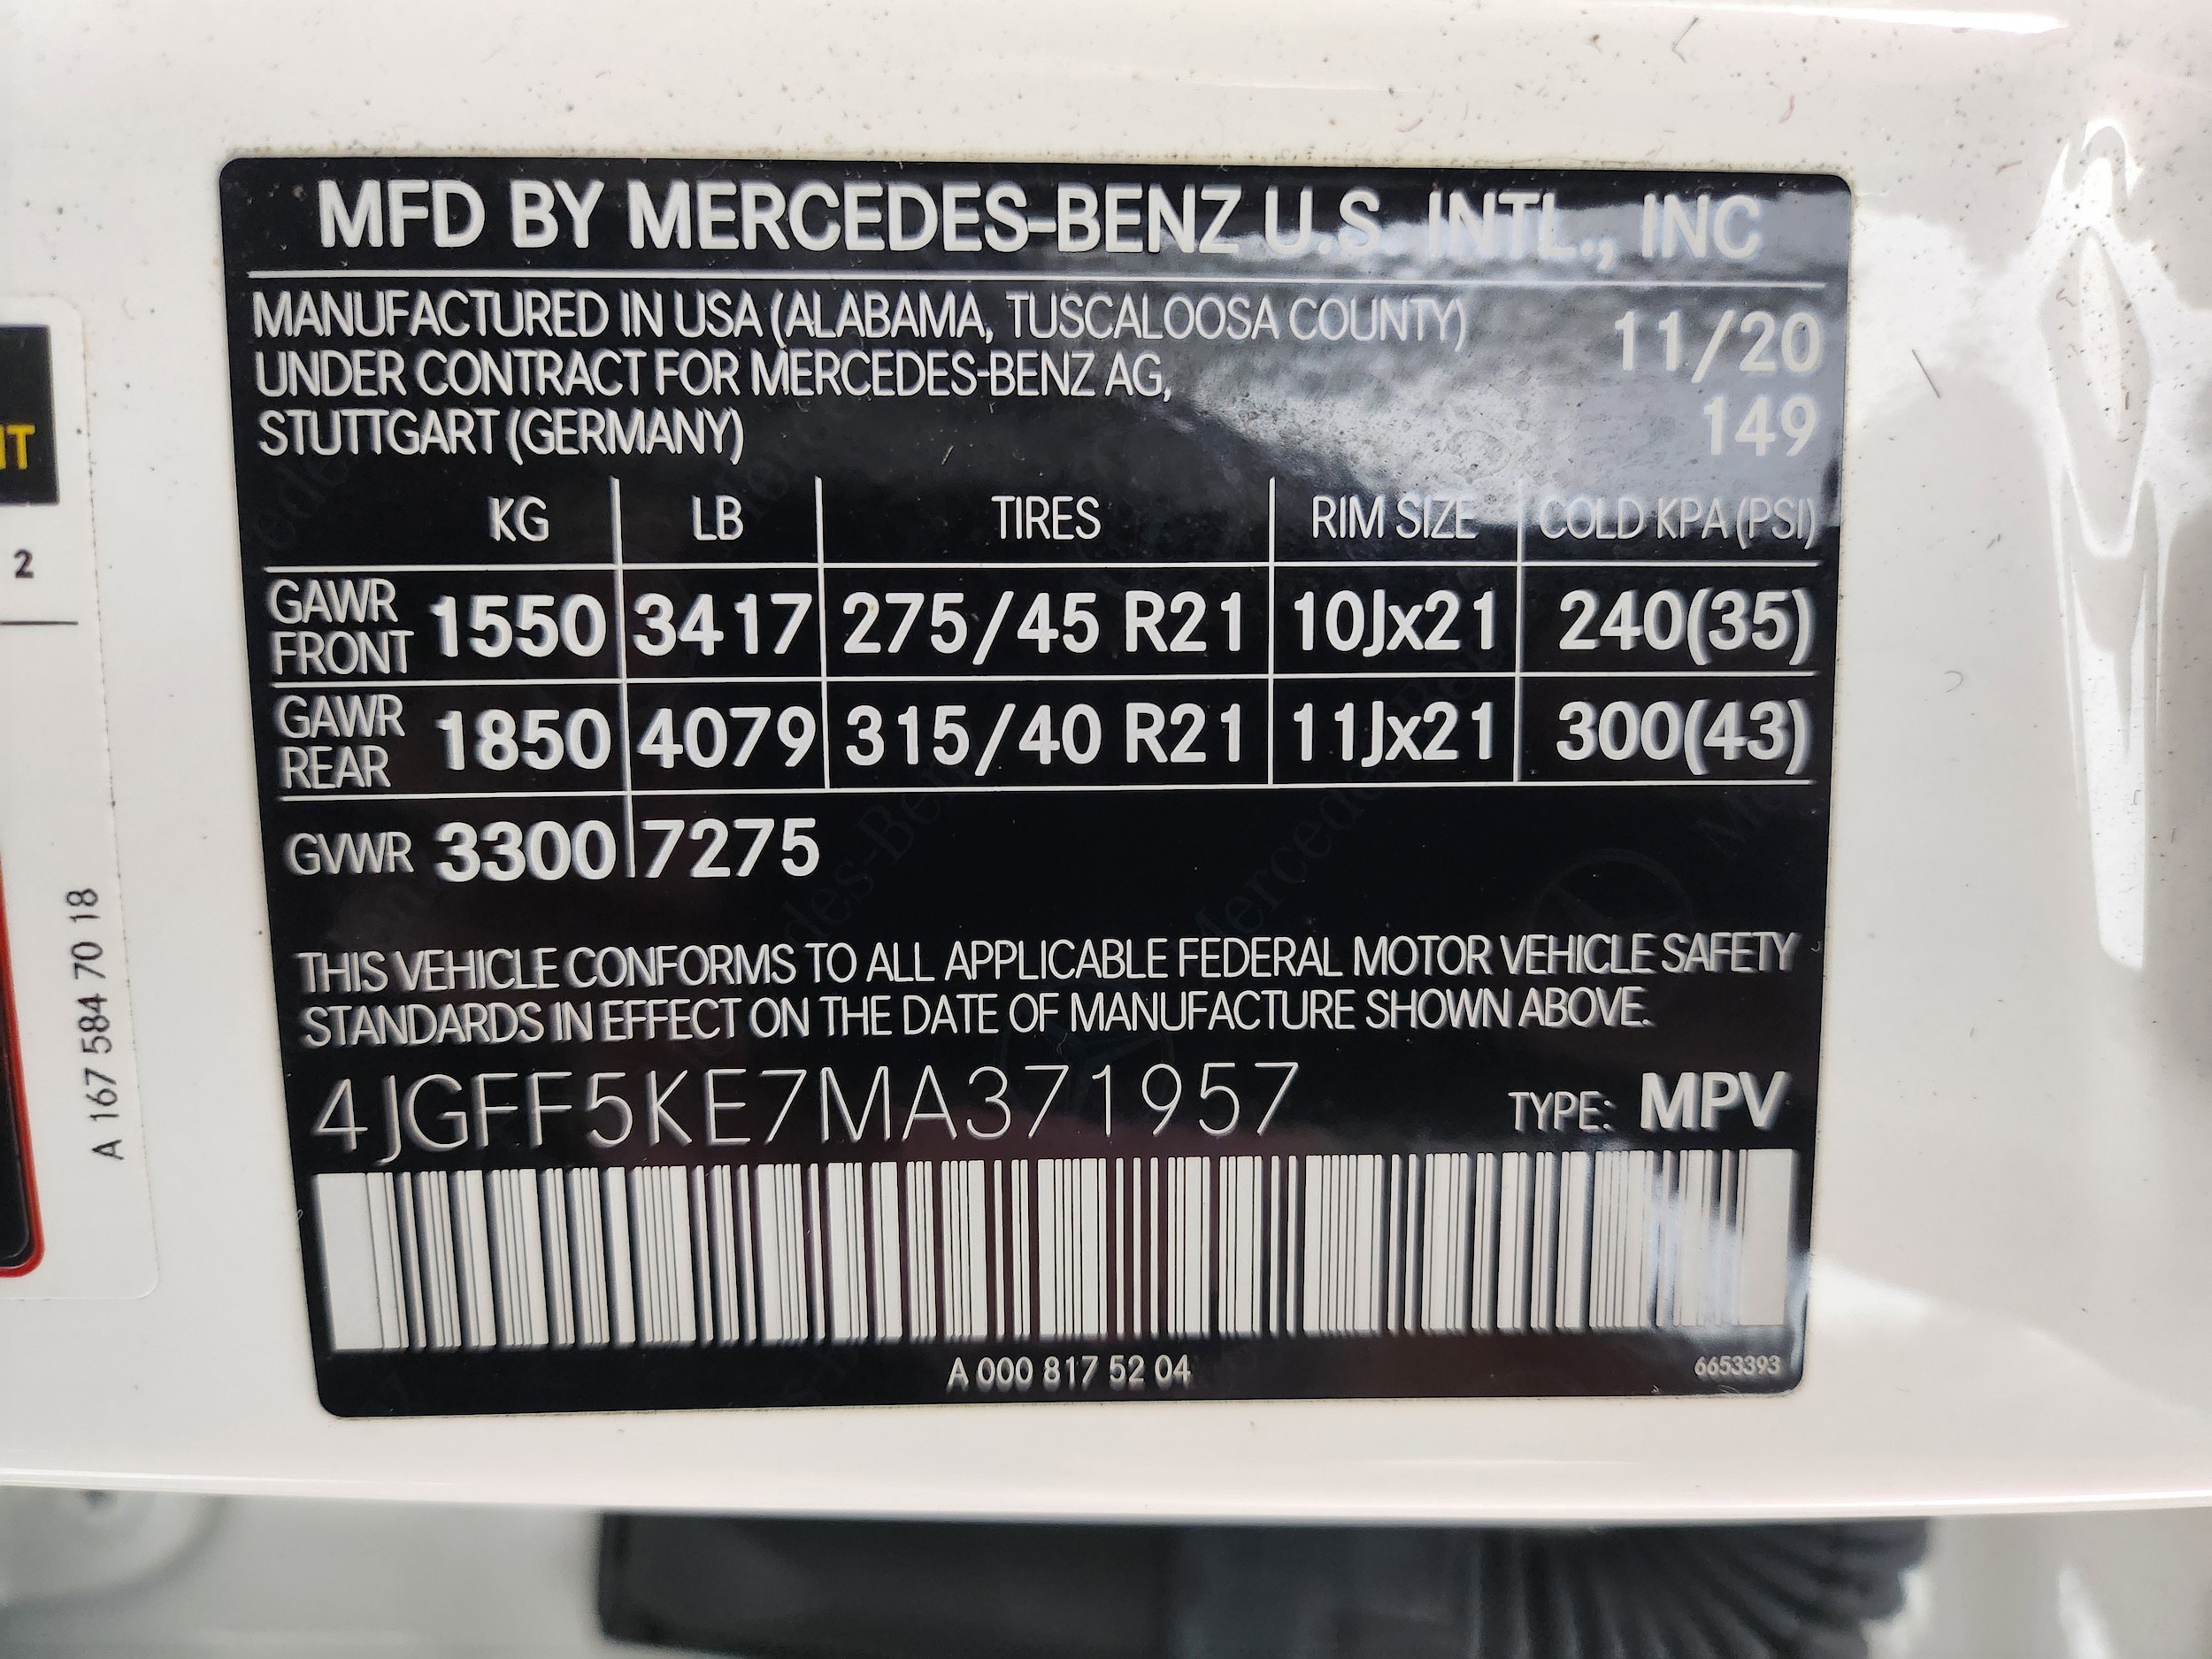 MFD BY MERCEDES-BENZ U.S. INTL., INC
MANUFACTURED IN USA (ALABAMA, TUSCALOOSA COUNTY) 11/20
UNDER CONTRACT FOR MERCEDES-BENZ AG,
STUTTGART (GERMANY) 149
KG LB TIRES RIM SIZE COLD KPA (PSI)
GAWR FRONT 1550 3417 275/45 R21 10Jx21 240(35)
GAWR REAR 1850 4079 315/40 R21 11Jx21 300(43)
GVWR 3300 7275
THIS VEHICLE CONFORMS TO ALL APPLICABLE FEDERAL MOTOR VEHICLE SAFETY
STANDARDS IN EFFECT ON THE DATE OF MANUFACTURE SHOWN ABOVE.
4JGFF5KE7MA371957 TYPE: MPV
A 000 817 52 04 6653393
2
A 167 584 70 18